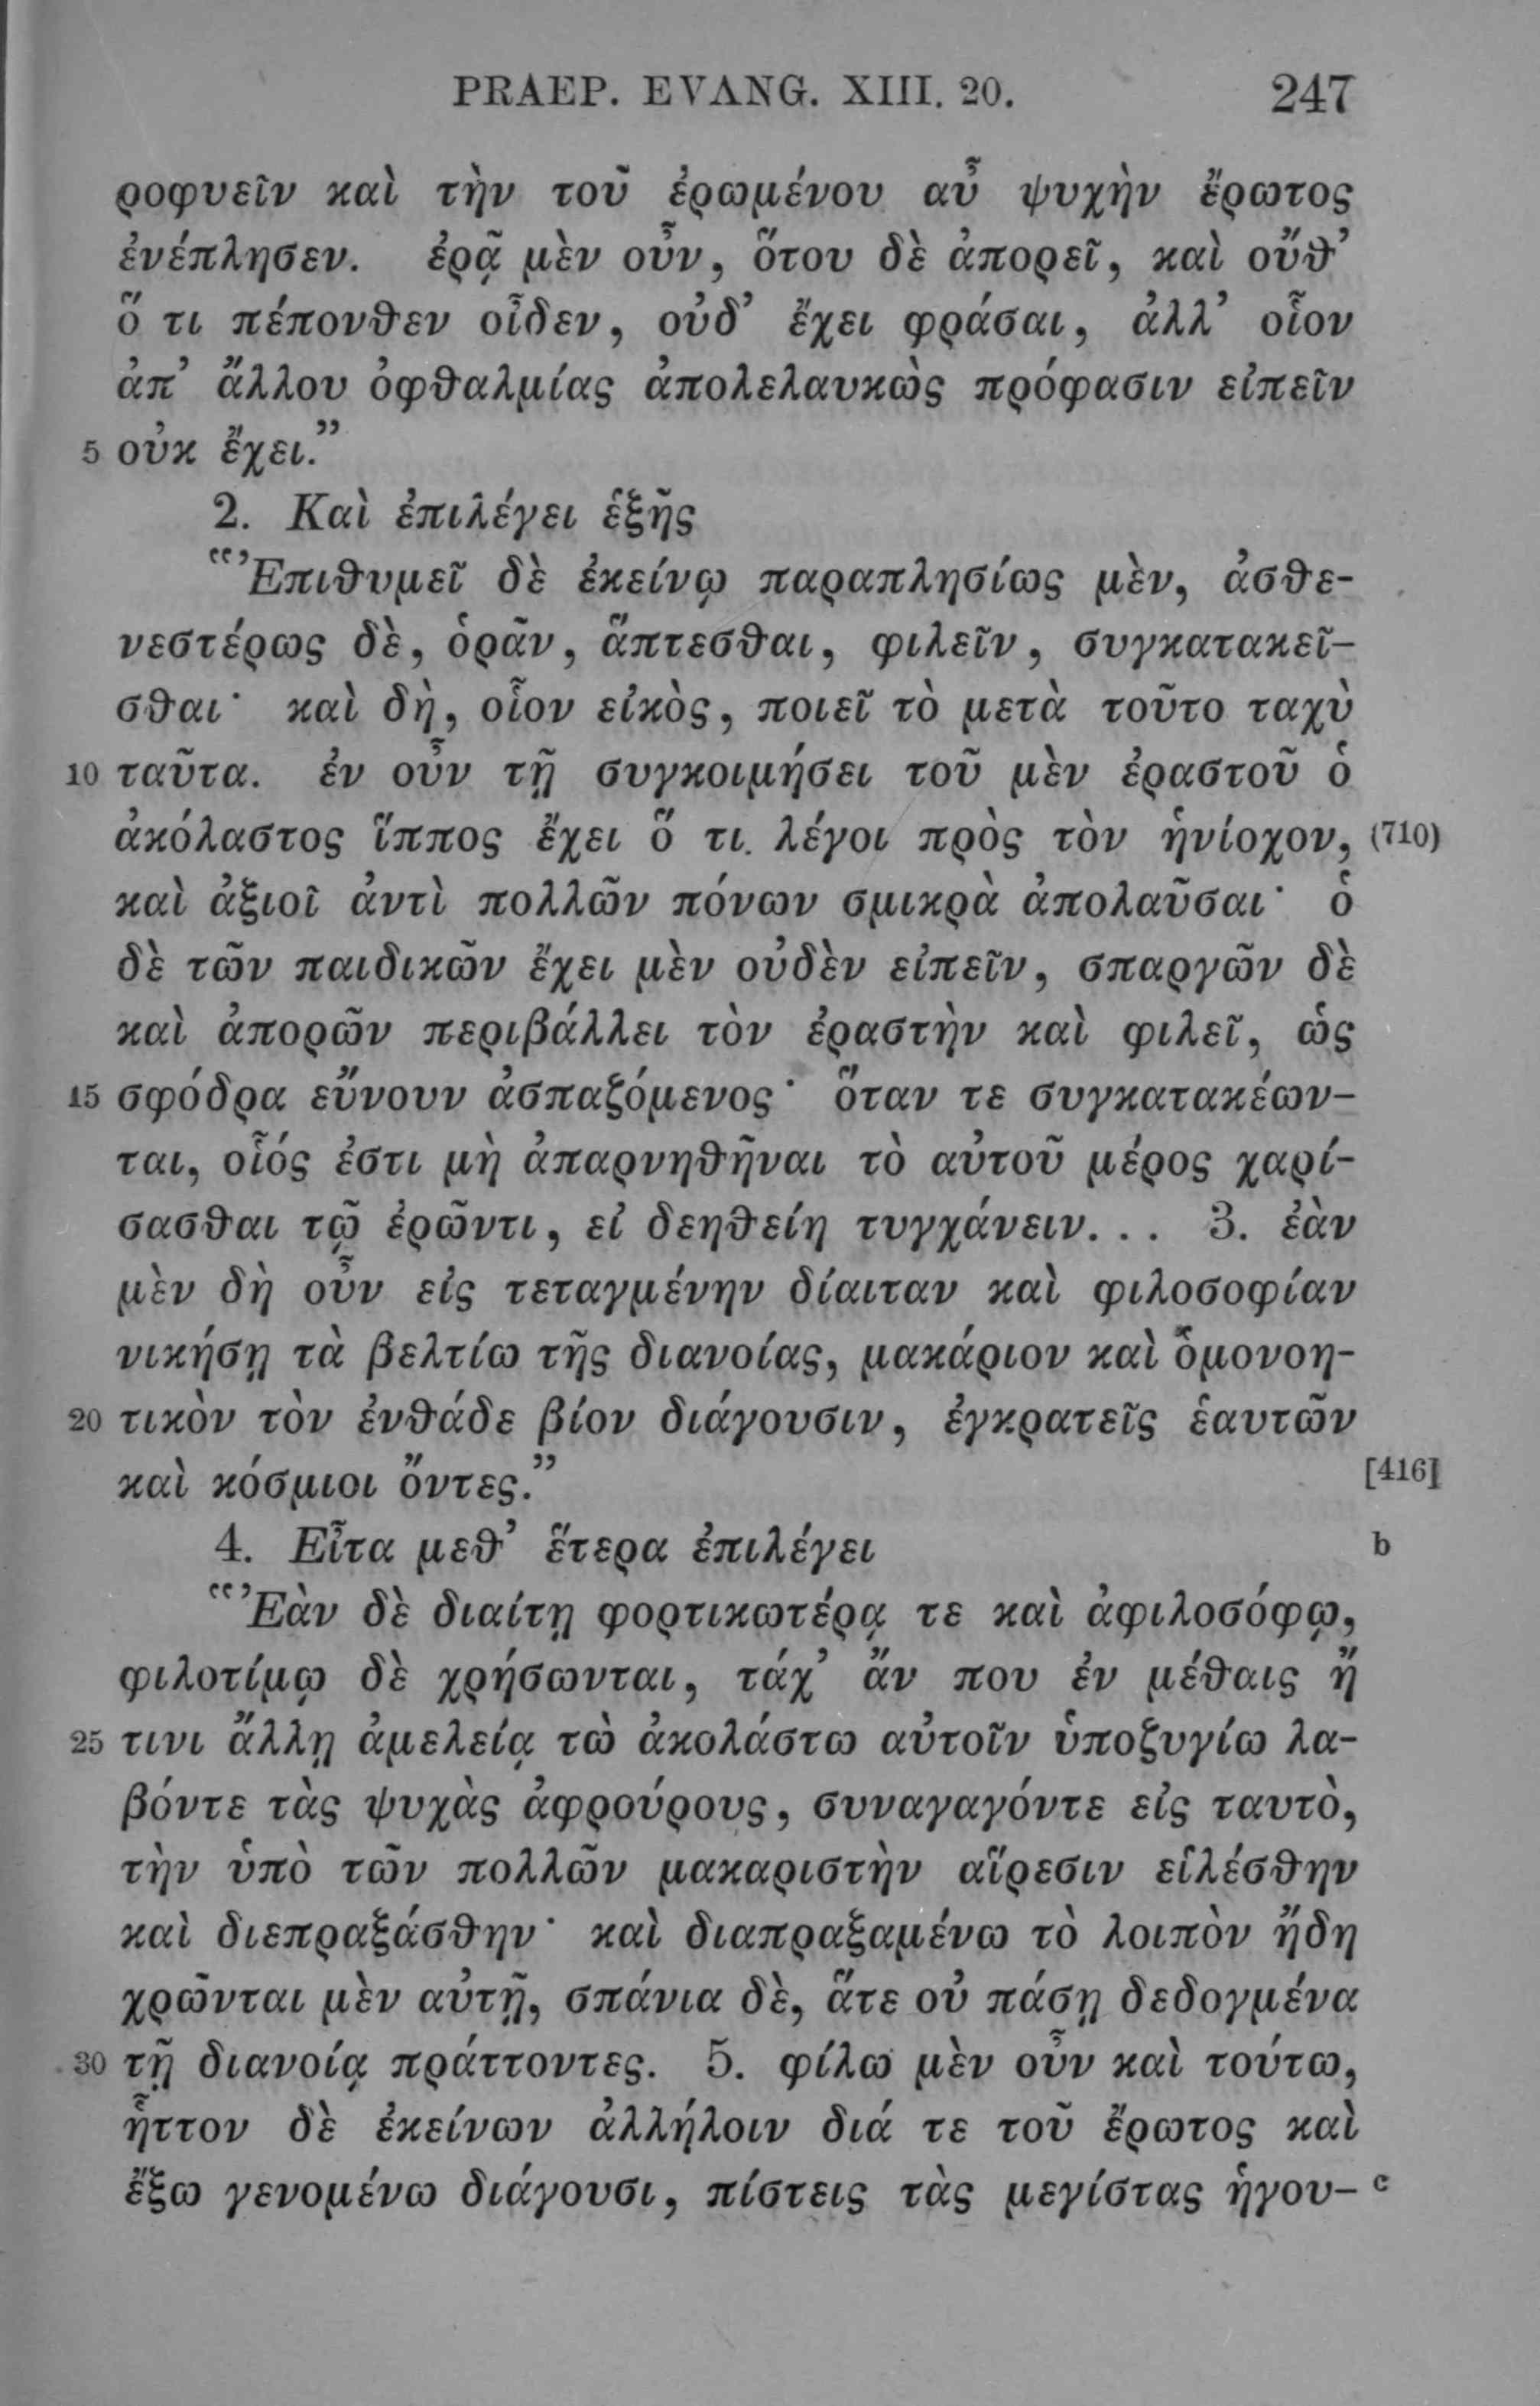 PRAEP. EVANG. XIII. 20. 247
ροφυεῖν καὶ τὴν τοῦ ἐρωμένου αὖ ψυχὴν ἔρωτος
ἐνέπλησεν. ἐρᾷ μὲν οὖν, ὅτου δὲ ἀπορεῖ, καὶ οὔθ’
ὅ τι πέπονθεν οἶδεν, οὐδ’ ἔχει φράσαι, ἀλλ’ οἷον
ἀπ’ ἄλλου ὀφθαλμίας ἀπολελαυκὼς πρόφασιν εἰπεῖν
5 οὐκ ἔχει.”
2. Καὶ ἐπιλέγει ἑξῆς
“Ἐπιθυμεῖ δὲ ἐκείνῳ παραπλησίως μὲν, ἀσθε-
νεστέρως δὲ, ὁρᾶν, ἅπτεσθαι, φιλεῖν, συγκατακεῖ-
σθαι· καὶ δὴ, οἷον εἰκὸς, ποιεῖ τὸ μετὰ τοῦτο ταχὺ
10 ταῦτα. ἐν οὖν τῇ συγκοιμήσει τοῦ μὲν ἐραστοῦ ὁ
ἀκόλαστος ἵππος ἔχει ὅ τι. λέγοι πρὸς τὸν ἡνίοχον, (710)
καὶ ἀξιοῖ ἀντὶ πολλῶν πόνων σμικρὰ ἀπολαῦσαι· ὁ
δὲ τῶν παιδικῶν ἔχει μὲν οὐδὲν εἰπεῖν, σπαργῶν δὲ
καὶ ἀπορῶν περιβάλλει τὸν ἐραστὴν καὶ φιλεῖ, ὡς
15 σφόδρα εὔνουν ἀσπαζόμενος· ὅταν τε συγκατακέων-
ται, οἷός ἐστι μὴ ἀπαρνηθῆναι τὸ αὑτοῦ μέρος χαρί-
σασθαι τῷ ἐρῶντι, εἰ δεηθείη τυγχάνειν. . . 3. ἐὰν
μὲν δὴ οὖν εἰς τεταγμένην δίαιταν καὶ φιλοσοφίαν
νικήσῃ τὰ βελτίω τῆς διανοίας, μακάριον καὶ ὁμονοη-
20 τικὸν τὸν ἐνθάδε βίον διάγουσιν, ἐγκρατεῖς ἑαυτῶν
καὶ κόσμιοι ὄντες.” [416]
4. Εἶτα μεθ’ ἕτερα ἐπιλέγει b
“Ἐὰν δὲ διαίτῃ φορτικωτέρᾳ τε καὶ ἀφιλοσόφῳ,
φιλοτίμῳ δὲ χρήσωνται, τάχ’ ἄν που ἐν μέθαις ἤ
25 τινι ἄλλῃ ἀμελείᾳ τὼ ἀκολάστω αὐτοῖν ὑποζυγίω λα-
βόντε τὰς ψυχὰς ἀφρούρους, συναγαγόντε εἰς ταυτὸ,
τὴν ὑπὸ τῶν πολλῶν μακαριστὴν αἵρεσιν εἱλέσθην
καὶ διεπραξάσθην· καὶ διαπραξαμένω τὸ λοιπὸν ἤδη
χρῶνται μὲν αὐτῇ, σπάνια δὲ, ἅτε οὐ πάσῃ δεδογμένα
30 τῇ διανοίᾳ πράττοντες. 5. φίλω μὲν οὖν καὶ τούτω,
ἧττον δὲ ἐκείνων ἀλλήλοιν διά τε τοῦ ἔρωτος καὶ
ἔξω γενομένω διάγουσι, πίστεις τὰς μεγίστας ἡγου- c